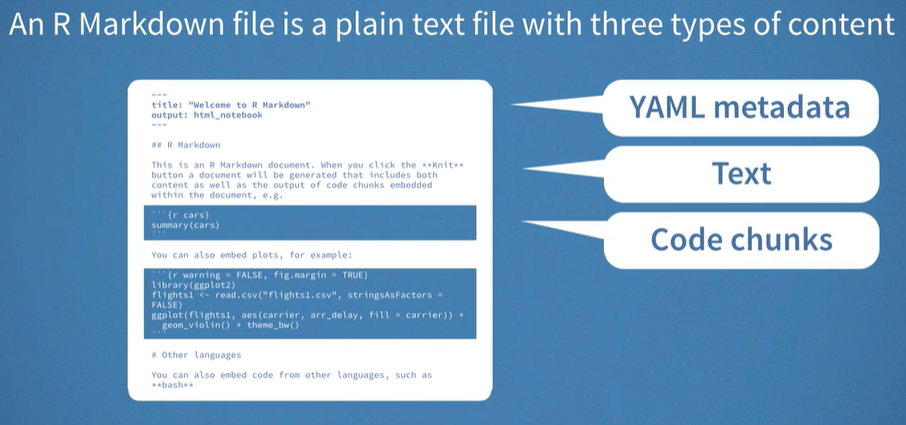 An R Markdown file is a plain text file with three types of content
---
title: "Welcome to R Markdown"
output: html_notebook
---
## R Markdown
This is an R Markdown document. When you click the **Knit**
button a document will be generated that includes both
content as well as the output of code chunks embedded
within the document, e.g.
```{r cars}
summary(cars)
```
You can also embed plots, for example:
```{r warning = FALSE, fig.margin = TRUE}
library(ggplot2)
flights1 <- read.csv("flights1.csv", stringsAsFactors =
FALSE)
ggplot(flights1, aes(carrier, arr_delay, fill = carrier)) +
  geom_violin() + theme_bw()
```
# Other languages
You can also embed code from other languages, such as
**bash**
YAML metadata
Text
Code chunks